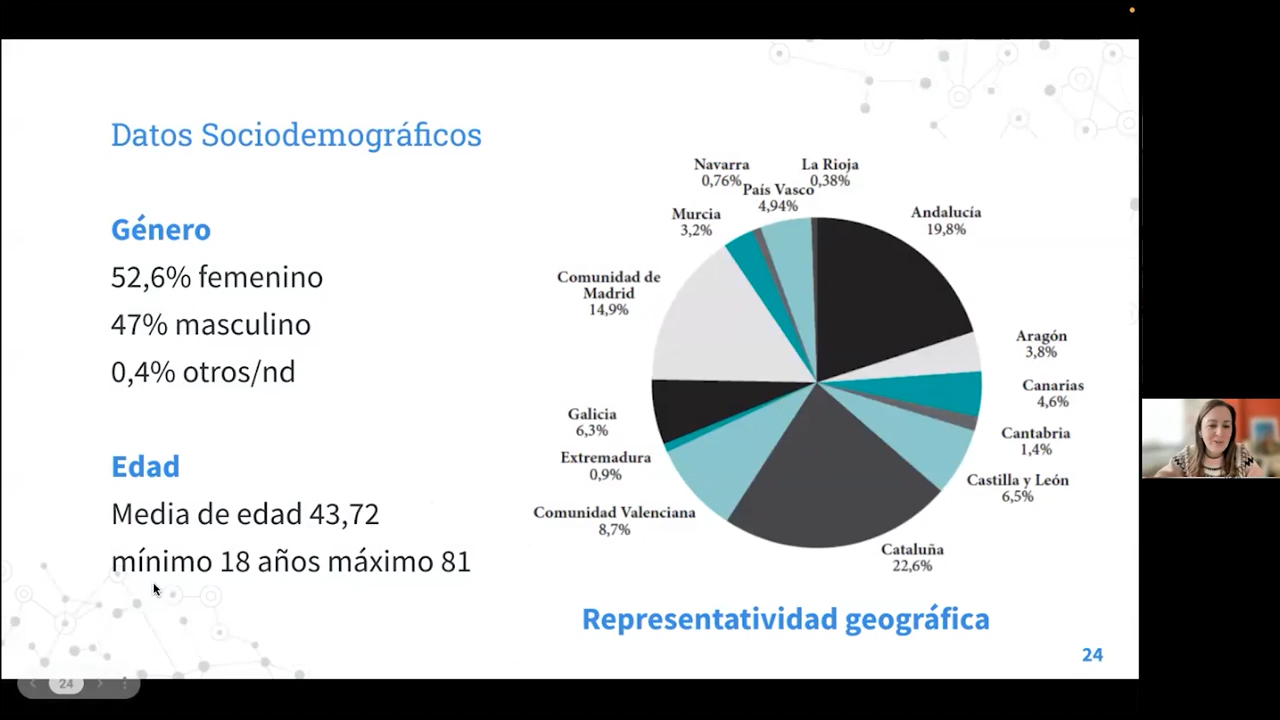 Datos Sociodemográficos
Género
52,6% femenino
47% masculino
0,4% otros/nd
Edad
Media de edad 43,72
mínimo 18 años máximo 81
Navarra
0,76%
La Rioja
0,38%
País Vasco
4,94%
Murcia
3,2%
Andalucía
19,8%
Comunidad de
Madrid
14,9%
Aragón
3,8%
Canarias
4,6%
Galicia
6,3%
Cantabria
1,4%
Extremadura
0,9%
Castilla y León
6,5%
Comunidad Valenciana
8,7%
Cataluña
22,6%
Representatividad geográfica
24
24